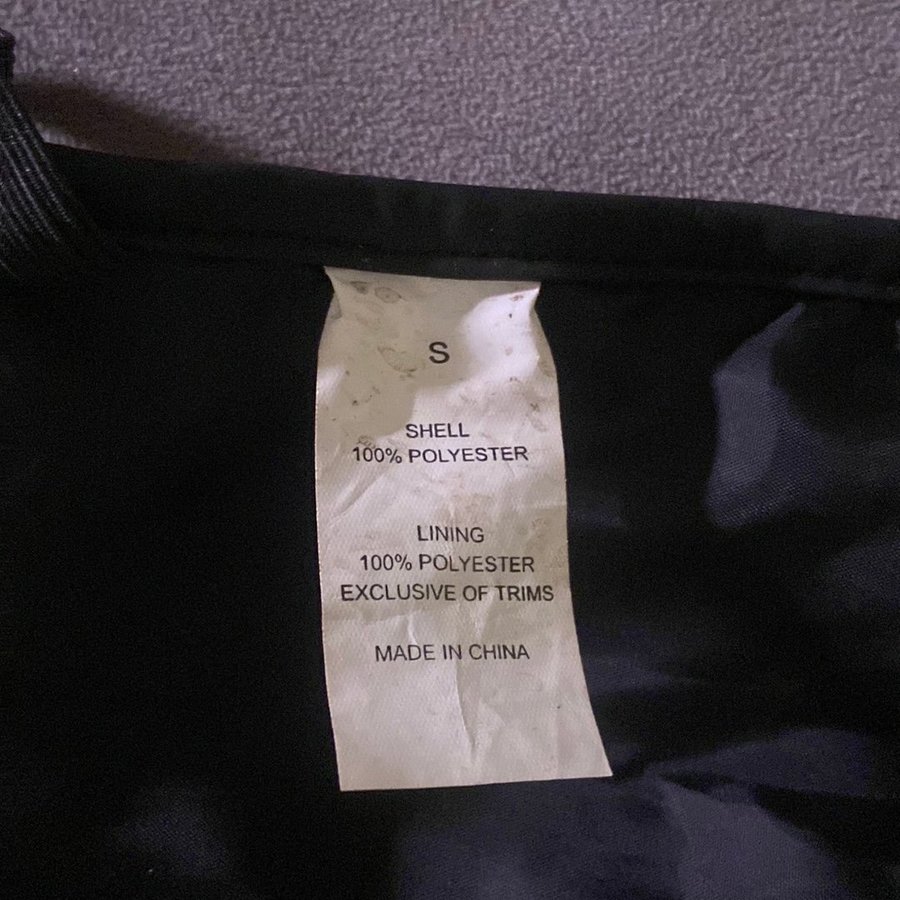 S
SHELL
100% POLYESTER
LINING
100% POLYESTER
EXCLUSIVE OF TRIMS
MADE IN CHINA